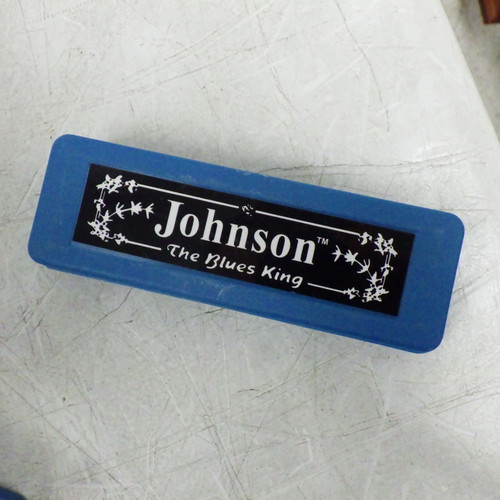 Johnson™
The Blues King